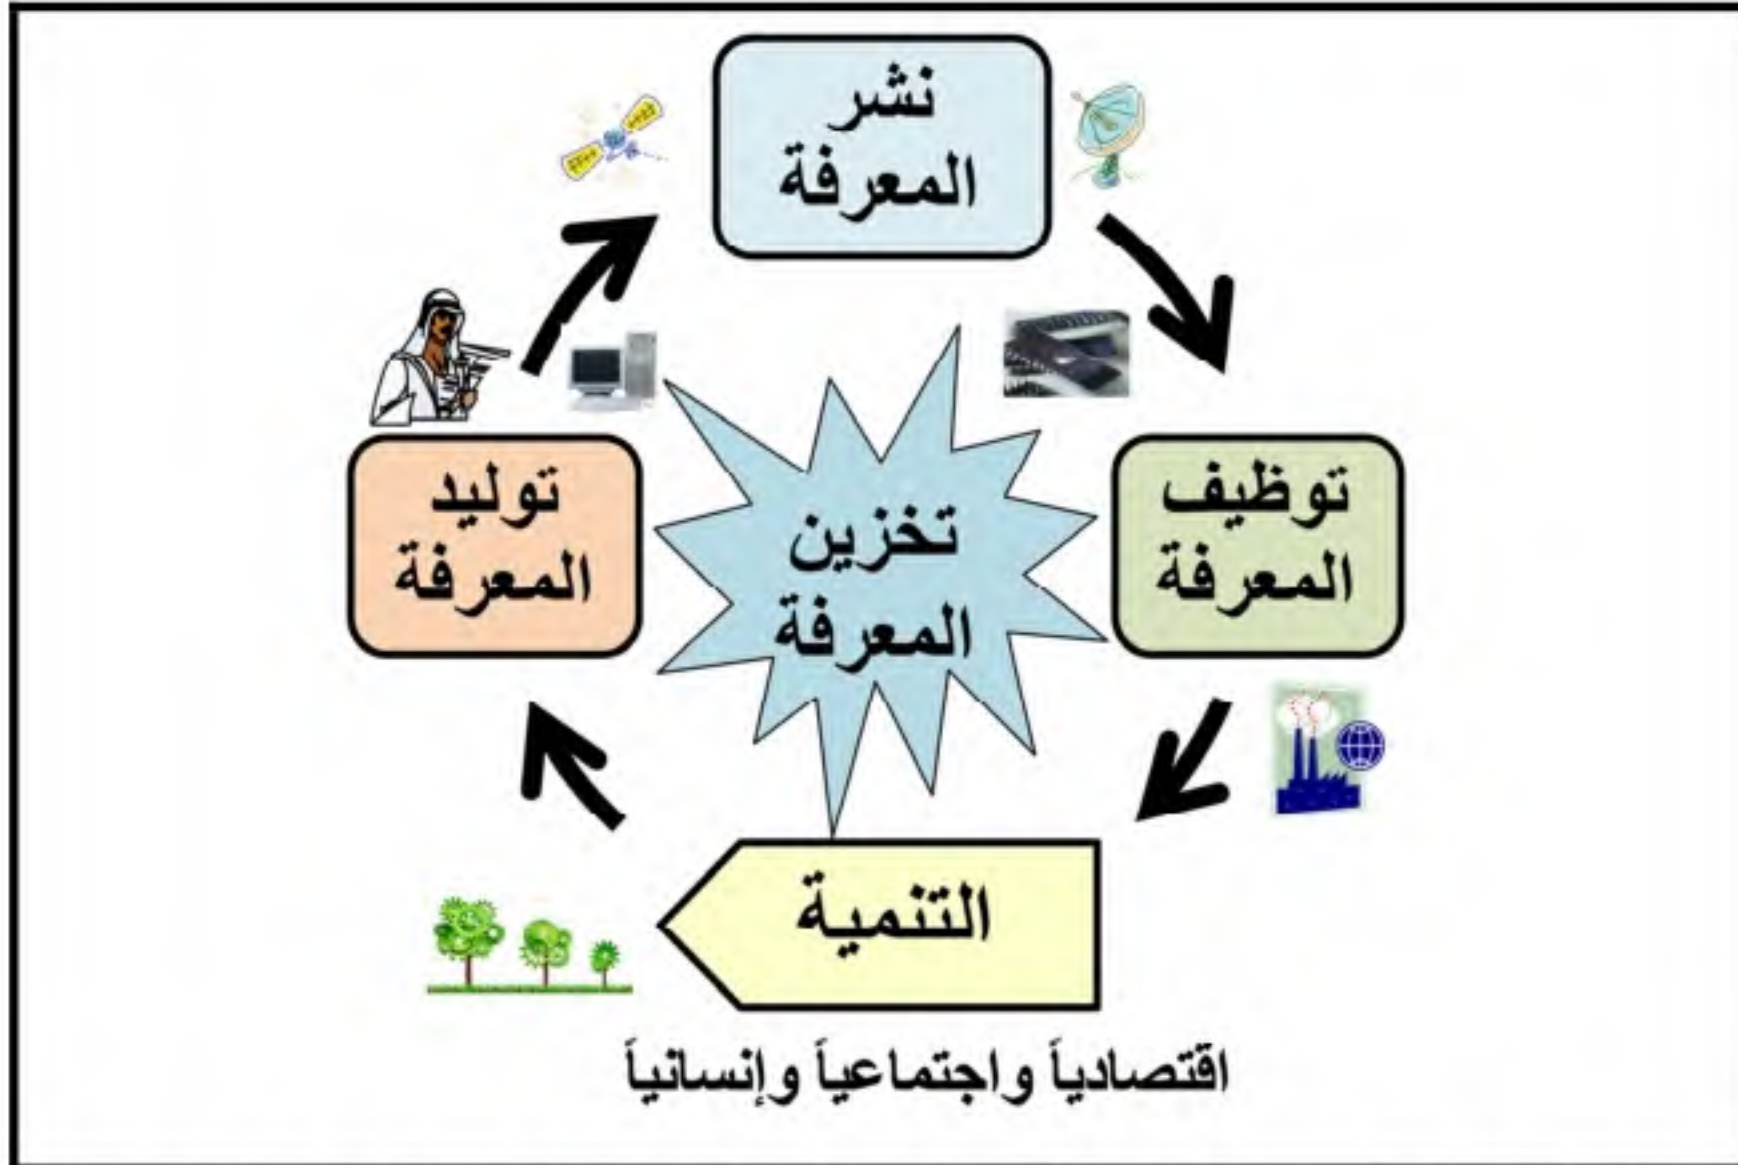 نشر
المعرفة
توظيف
المعرفة
تخزين
المعرفة
توليد
المعرفة
التنمية
اقتصادياً واجتماعياً وإنسانياً